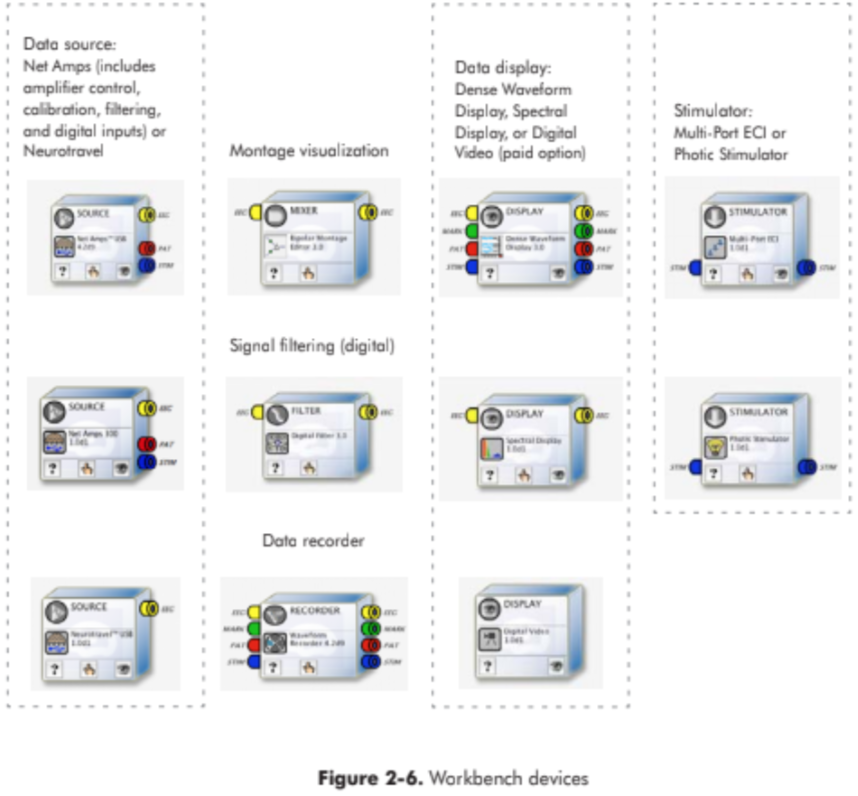 Data source:
Net Amps (includes
amplifier control,
calibration, filtering,
and digital inputs) or
Neurotravel
SOURCE
EEG
Net Amps™ USB
PAT
STIM
?
SOURCE
EEG
Net Amps 300
1.0d1
PAT
STIM
?
SOURCE
EEG
Neurotravel™ USB
1.0d1
?
Montage visualization
EEG
MIXER
EEG
Bipolar Montage
Editor 3.0
?
Signal filtering (digital)
EEG
FILTER
EEG
Digital Filter 3.0
?
Data recorder
EEG
RECORDER
EEG
MARK
Waveform
MARK
PAT
Recorder
PAT
STIM
STIM
?
Data display:
Dense Waveform
Display, Spectral
Display, or Digital
Video (paid option)
EEG
DISPLAY
EEG
MARK
MARK
PAT
Dense Waveform
Display 3.0
PAT
STIM
STIM
?
EEG
DISPLAY
EEG
Spectral Display
1.0d1
?
DISPLAY
Digital Video
1.0d1
?
Stimulator:
Multi-Port ECI or
Photic Stimulator
STIMULATOR
Multi-Port ECI
1.0d1
STIM
STIM
?
STIMULATOR
Photic Stimulator
1.0d1
STIM
STIM
?
Figure 2-6. Workbench devices